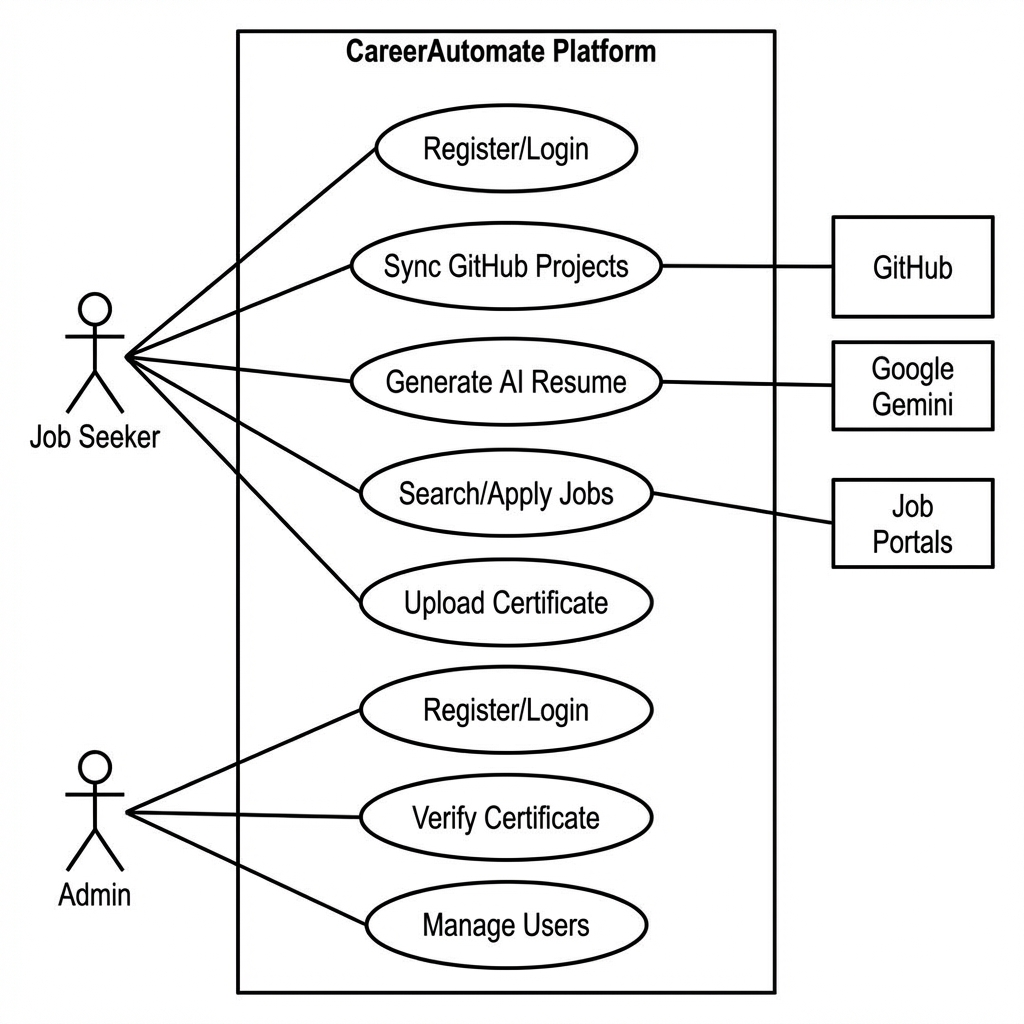 CareerAutomate Platform
Register/Login
Sync GitHub Projects
GitHub
Generate AI Resume
Google
Gemini
Job Seeker
Search/Apply Jobs
Job
Portals
Upload Certificate
Register/Login
Verify Certificate
Admin
Manage Users